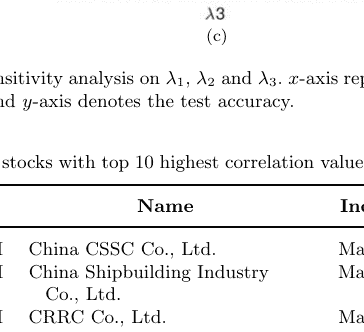 λ3
(c)
nsitivity analysis on λ₁, λ₂ and λ₃. x-axis rep
nd y-axis denotes the test accuracy.
stocks with top 10 highest correlation value
Name Inc
China CSSC Co., Ltd. Ma
China Shipbuilding Industry Ma
Co., Ltd.
CRRC Co., Ltd. Ma